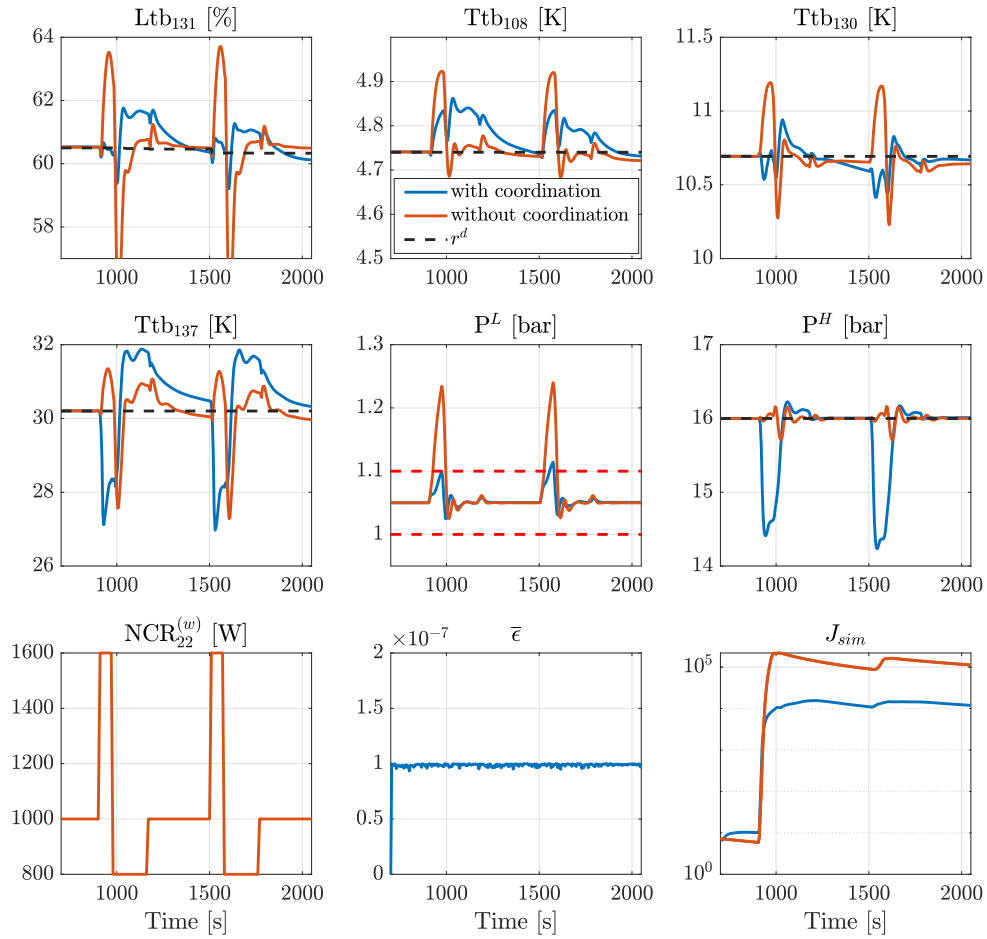 Ltb₁₃₁ [%]
Ttb₁₀₈ [K]
Ttb₁₃₀ [K]
64
62
60
58
1000 1500 2000
4.9
4.8
4.7
4.6
4.5
with coordination
without coordination
r^d
1000 1500 2000
11.5
11
10.5
10
1000 1500 2000
Ttb₁₃₇ [K]
P^L [bar]
P^H [bar]
32
30
28
26
1000 1500 2000
1.3
1.2
1.1
1
1000 1500 2000
17
16
15
14
1000 1500 2000
NCR₂₂^(w) [W]
×10⁻⁷
ϵ̅
J_sim
1600
1400
1200
1000
800
1000 1500 2000
Time [s]
2
1.5
1
0.5
0
1000 1500 2000
Time [s]
10⁵
10⁰
1000 1500 2000
Time [s]